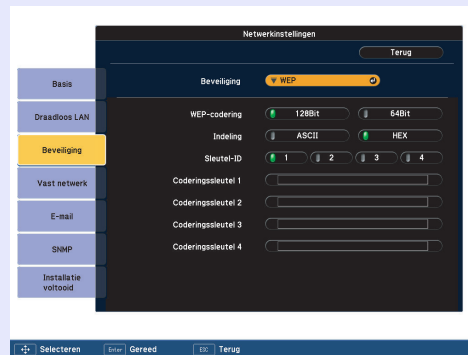 Netwerkinstellingen
Terug
Basis
Draadloos LAN
Beveiliging
Vast netwerk
E-mail
SNMP
Installatie
voltooid
Beveiliging WEP
WEP-codering 128Bit 64Bit
Indeling ASCII HEX
Sleutel-ID 1 2 3 4
Coderingssleutel 1
Coderingssleutel 2
Coderingssleutel 3
Coderingssleutel 4
Selecteren Enter Gereed ESC Terug